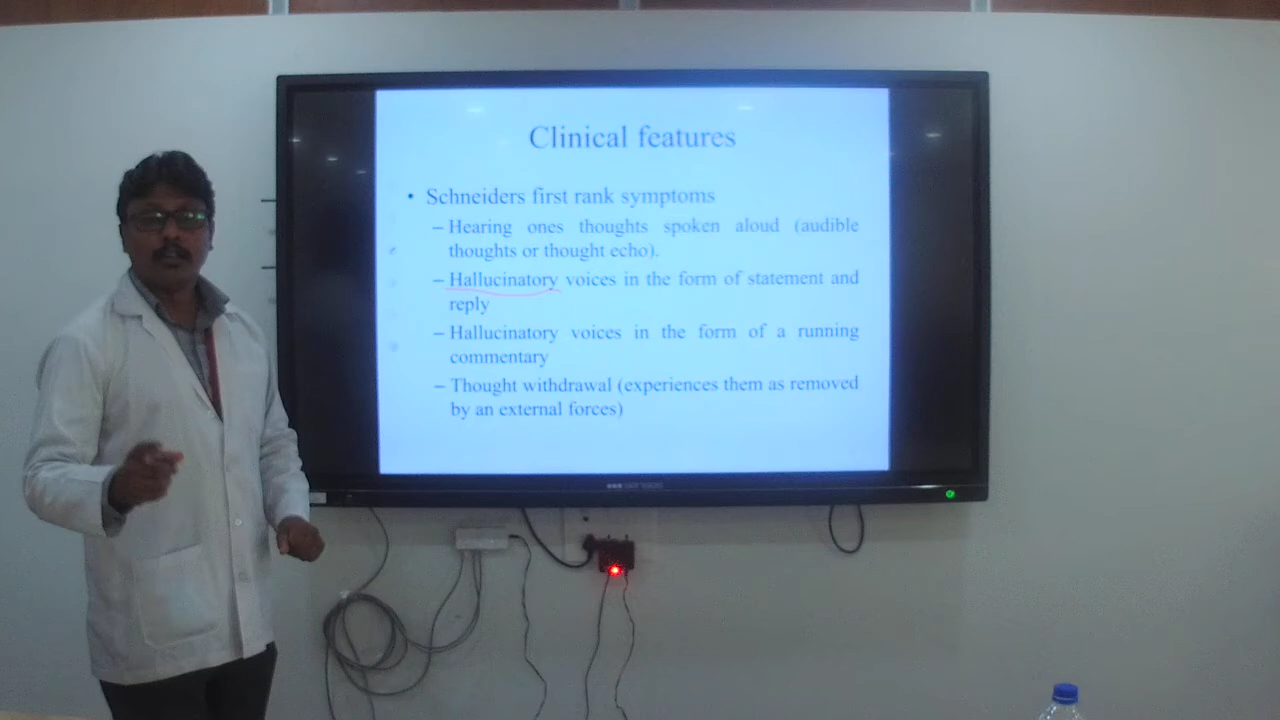 Clinical features
• Schneiders first rank symptoms
– Hearing ones thoughts spoken aloud (audible
thoughts or thought echo).
– Hallucinatory voices in the form of statement and
reply
– Hallucinatory voices in the form of a running
commentary
– Thought withdrawal (experiences them as removed
by an external forces)